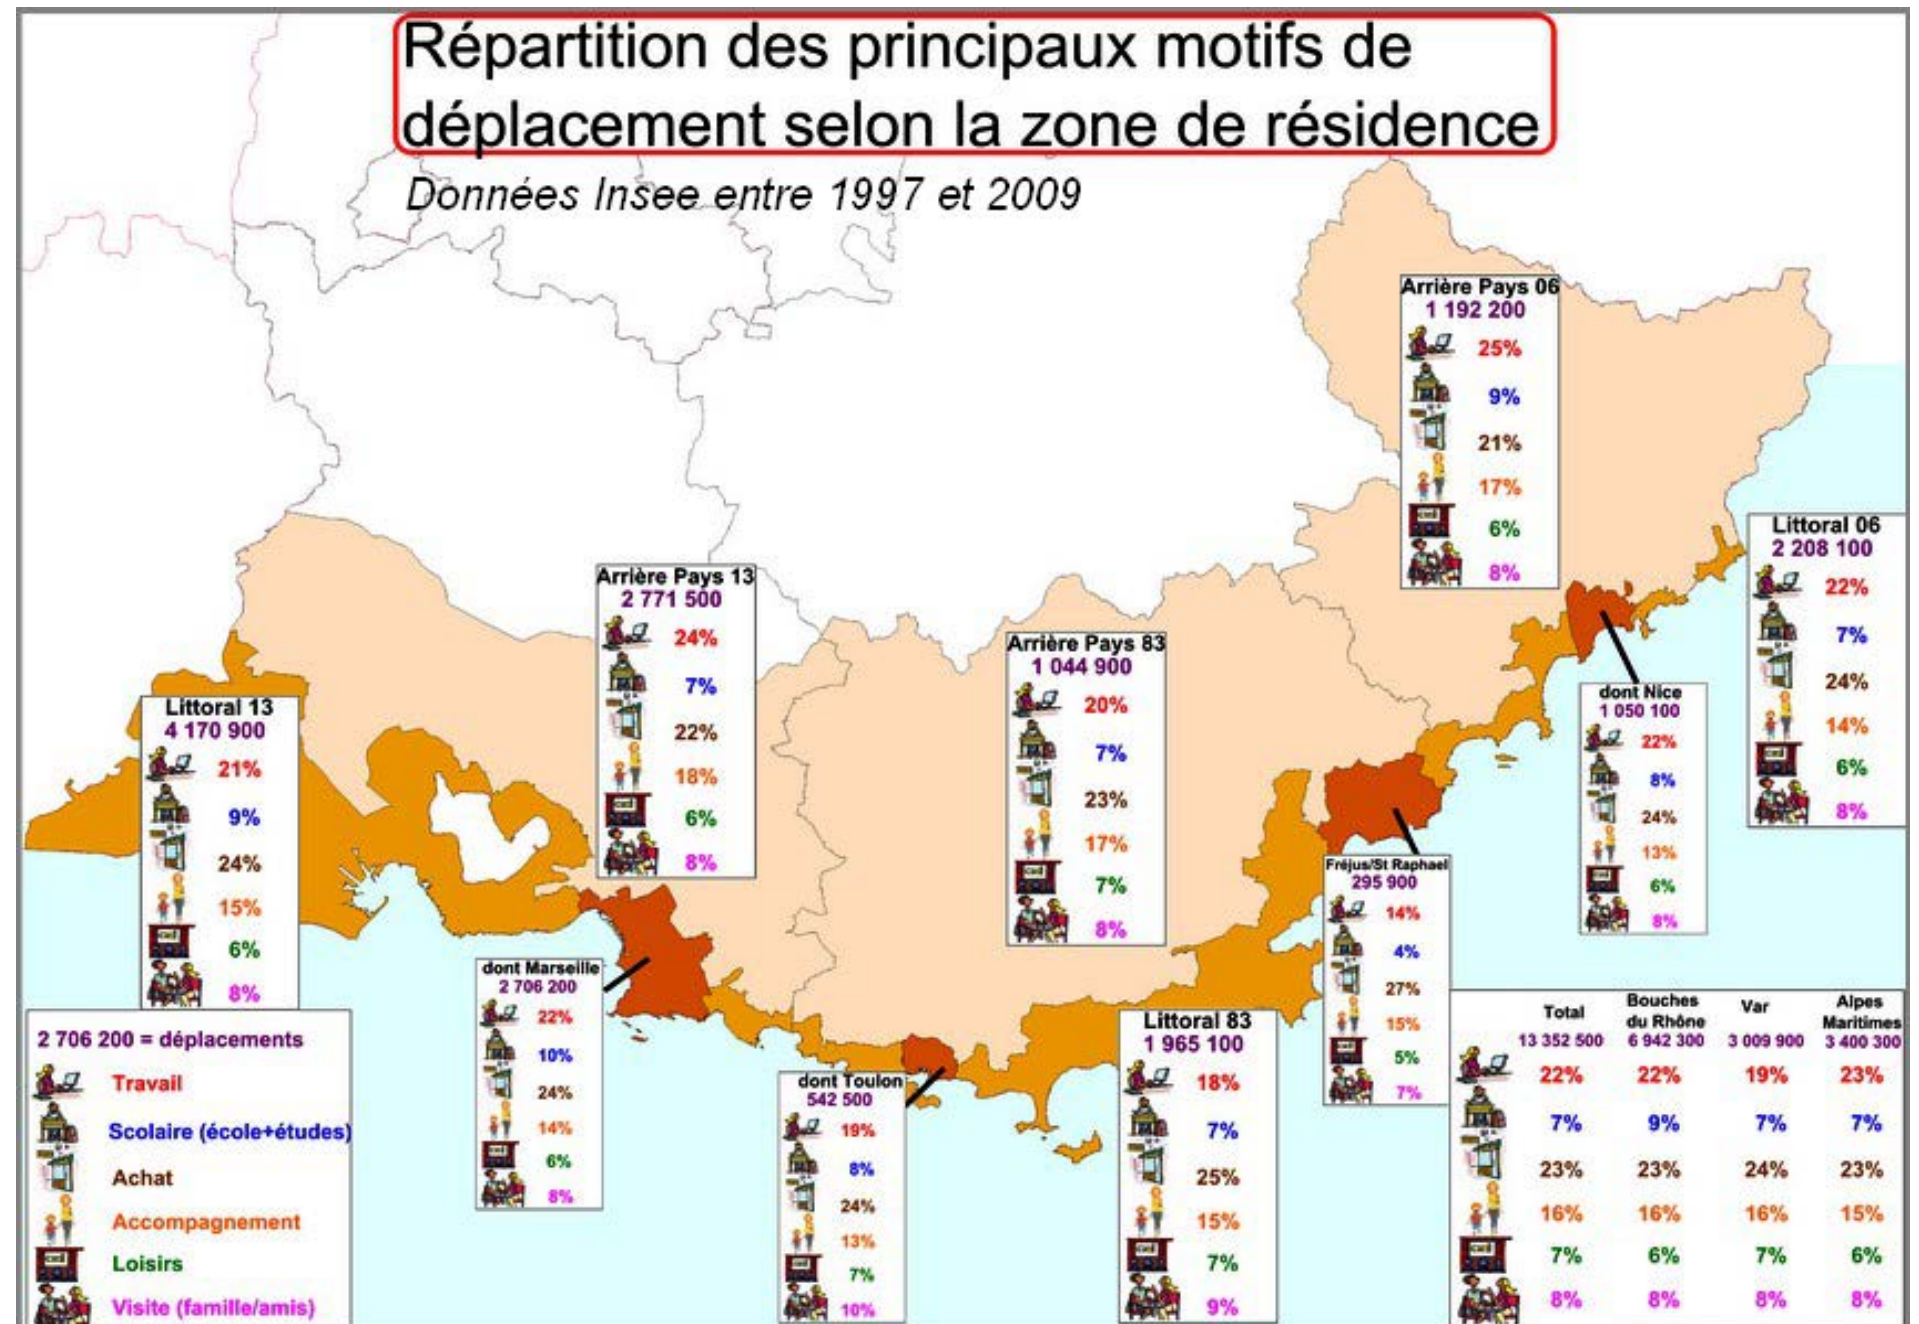 Répartition des principaux motifs de
déplacement selon la zone de résidence
Données Insee entre 1997 et 2009
Arrière Pays 06
1 192 200
25%
9%
21%
17%
6%
8%
Littoral 06
2 208 100
22%
7%
24%
14%
6%
8%
Arrière Pays 13
2 771 500
24%
7%
22%
18%
6%
8%
Arrière Pays 83
1 044 900
20%
7%
23%
17%
7%
8%
Littoral 13
4 170 900
21%
9%
24%
15%
6%
8%
dont Nice
1 050 100
22%
8%
24%
13%
6%
8%
Fréjus/St Raphael
295 900
14%
4%
27%
15%
5%
7%
dont Marseille
2 706 200
22%
10%
24%
14%
6%
8%
dont Toulon
542 500
19%
8%
24%
13%
7%
10%
Littoral 83
1 965 100
18%
7%
25%
15%
7%
9%
2 706 200 = déplacements
Travail
Scolaire (école+études)
Achat
Accompagnement
Loisirs
Visite (famille/amis)
Total Bouches du Rhône Var Alpes Maritimes
13 352 500 6 942 300 3 009 900 3 400 300
22% 22% 19% 23%
7% 9% 7% 7%
23% 23% 24% 23%
16% 16% 16% 15%
7% 6% 7% 6%
8% 8% 8% 8%